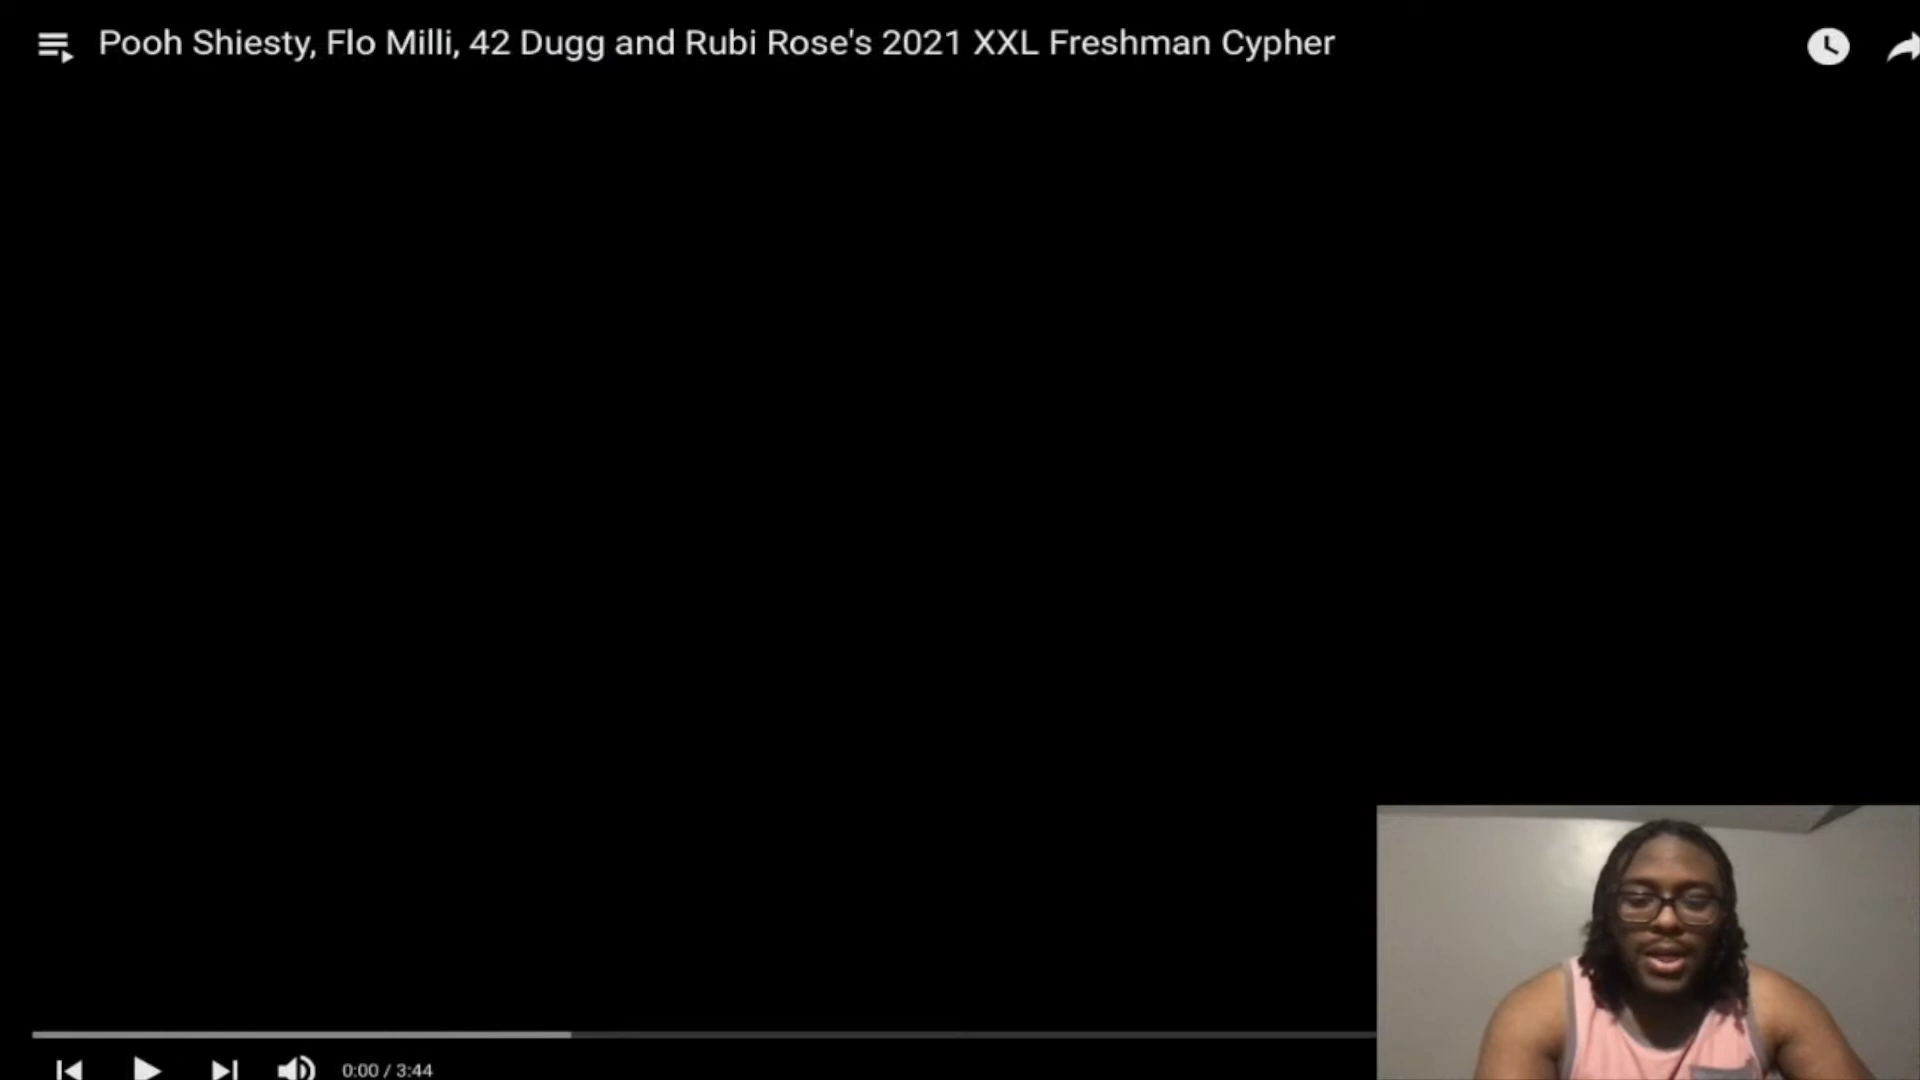 Pooh Shiesty, Flo Milli, 42 Dugg and Rubi Rose's 2021 XXL Freshman Cypher
0:00 / 3:44